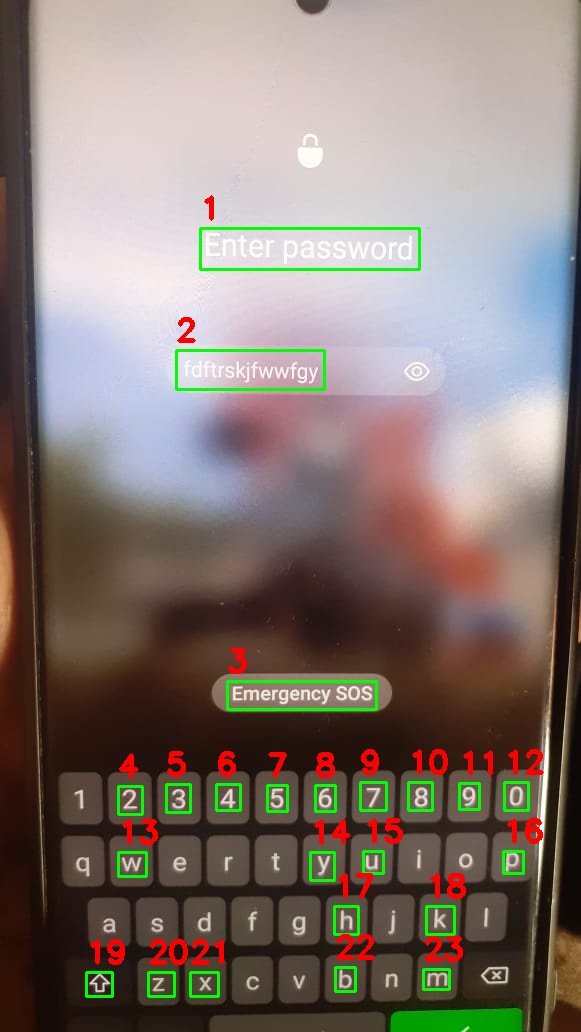 1
Enter password
2
fdftrskjfwwfgy
3
Emergency SOS
4 5 6 7 8 9 10 11 12
1 2 3 4 5 6 7 8 9 0
13 14 15 16
q w e r t y u i o p
17 18
a s d f g h j k l
19 20 21 22 23
z x c v b n m